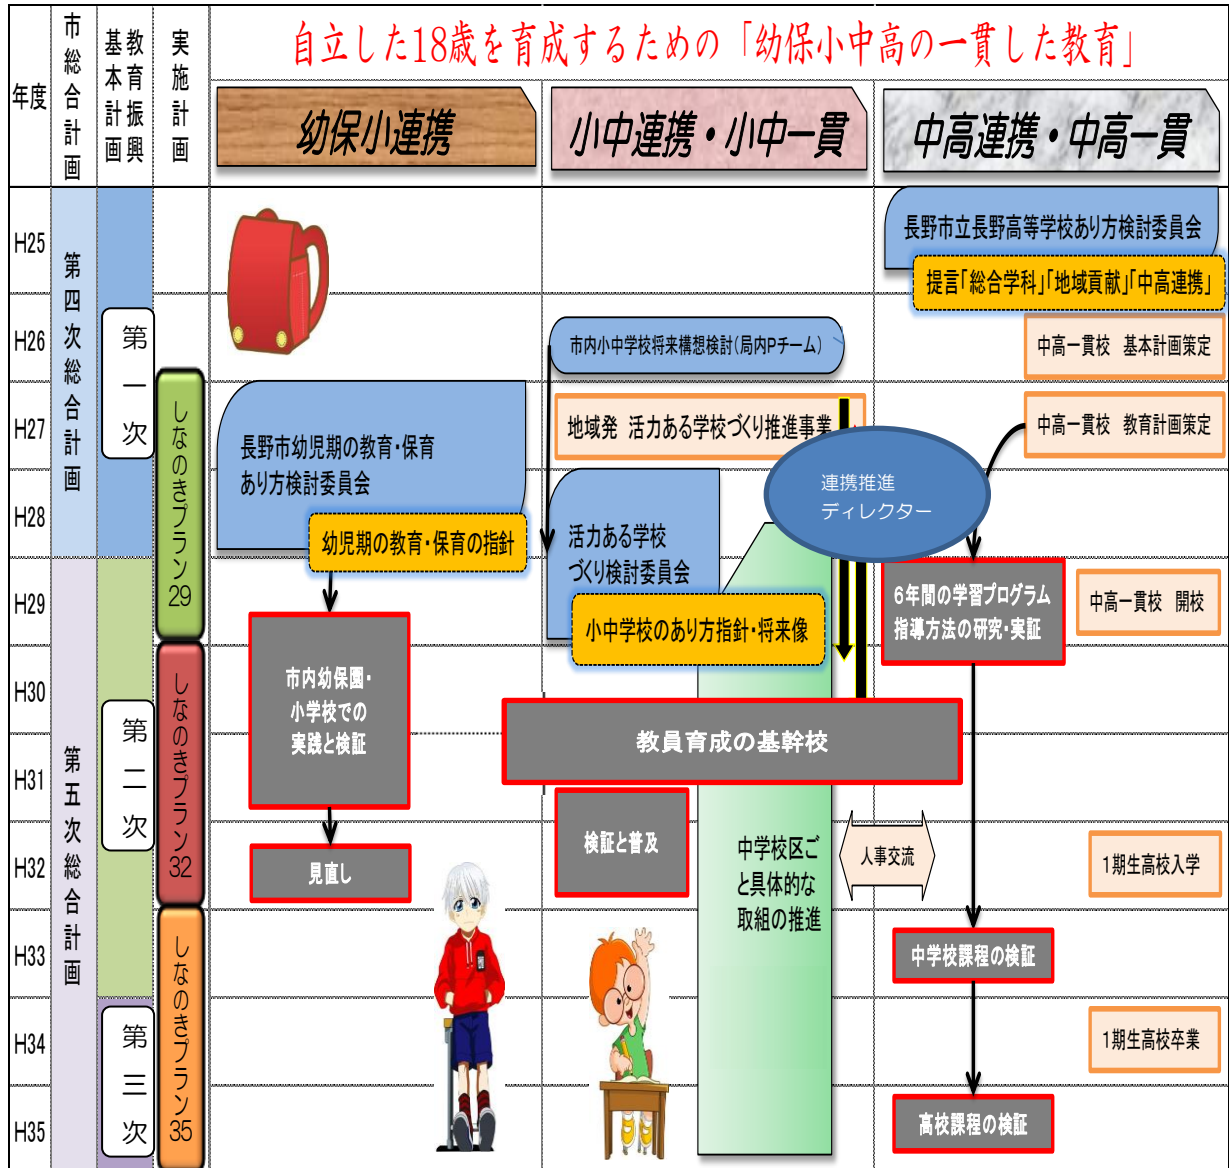 自立した18歳を育成するための「幼保小中高の一貫した教育」
年度
市総合計画
教育振興
基本計画
実施計画
幼保小連携
小中連携・小中一貫
中高連携・中高一貫
H25
H26
H27
H28
H29
H30
H31
H32
H33
H34
H35
第四次総合計画
第五次総合計画
第一次
第二次
第三次
しなのきプラン29
しなのきプラン32
しなのきプラン35
長野市幼児期の教育・保育
あり方検討委員会
幼児期の教育・保育の指針
市内幼保園・
小学校での
実践と検証
見直し
市内小中学校将来構想検討(局内Pチーム)
地域発 活力ある学校づくり推進事業
活力ある学校
づくり検討委員会
小中学校のあり方指針・将来像
教員育成の基幹校
検証と普及
中学校区ご
と具体的な
取組の推進
連携推進
ディレクター
人事交流
長野市立長野高等学校あり方検討委員会
提言「総合学科」「地域貢献」「中高連携」
中高一貫校 基本計画策定
中高一貫校 教育計画策定
6年間の学習プログラム
指導方法の研究・実証
中高一貫校 開校
1期生高校入学
中学校課程の検証
1期生高校卒業
高校課程の検証